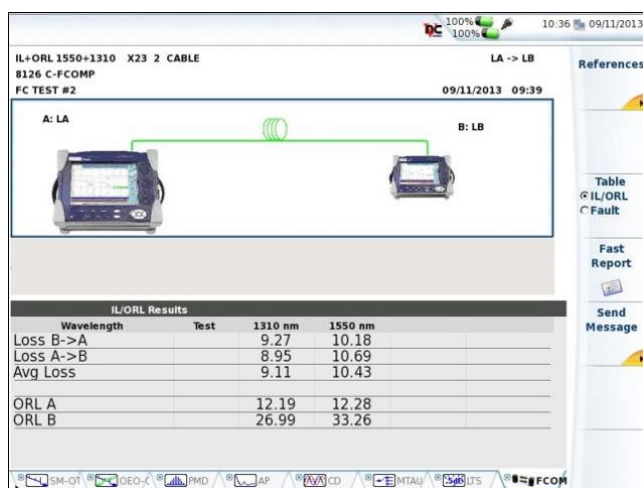 100%
100%
10:36 09/11/2013
IL+ORL 1550+1310 X23 2 CABLE LA -> LB
8126 C-FCOMP
FC TEST #2 09/11/2013 09:39
A: LA
B: LB
References
Table
IL/ORL
Fault
Fast
Report
Send
Message
IL/ORL Results
Wavelength Test 1310 nm 1550 nm
Loss B->A 9.27 10.18
Loss A->B 8.95 10.69
Avg Loss 9.11 10.43
ORL A 12.19 12.28
ORL B 26.99 33.26
SM-OT OEO-C PMD AP CD MTAU LTS FCOM